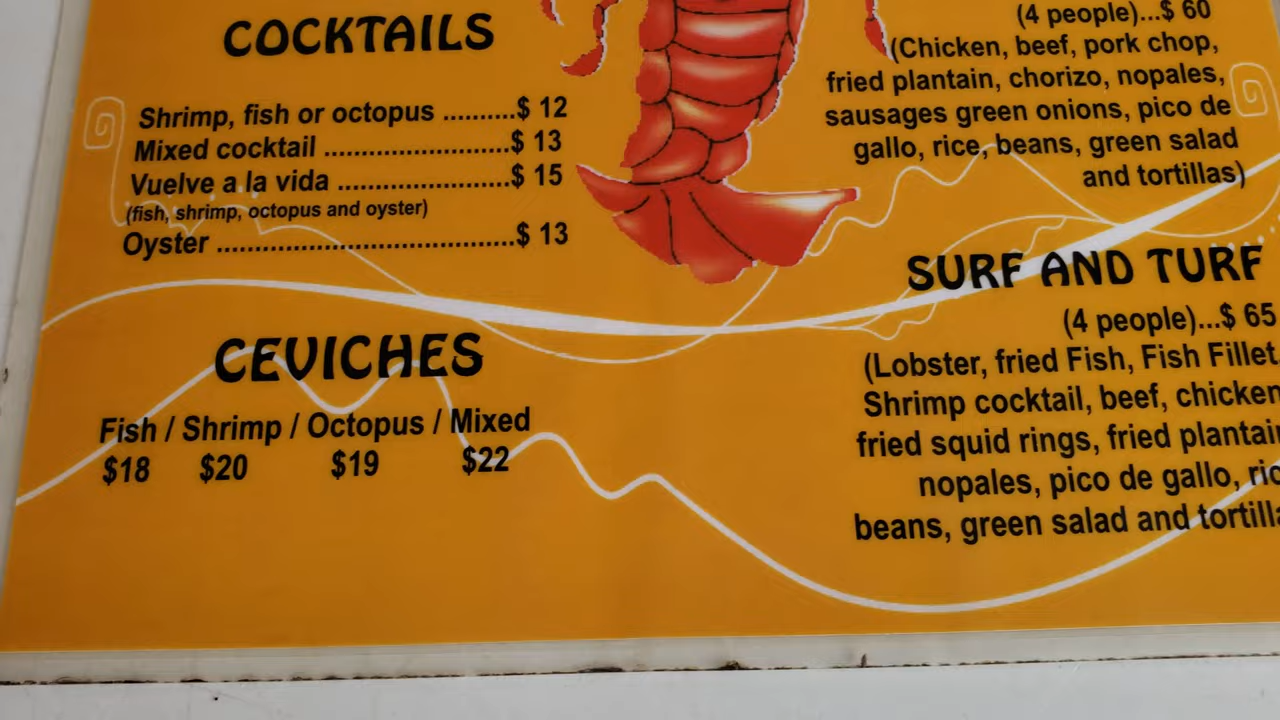 COCKTAILS
Shrimp, fish or octopus ..........$ 12
Mixed cocktail ............................$ 13
Vuelve a la vida ..........................$ 15
(fish, shrimp, octopus and oyster)
Oyster .............................................$ 13
CEVICHES
Fish / Shrimp / Octopus / Mixed
$18 $20 $19 $22
(4 people)...$ 60
(Chicken, beef, pork chop,
fried plantain, chorizo, nopales,
sausages green onions, pico de
gallo, rice, beans, green salad
and tortillas)
SURF AND TURF
(4 people)...$ 65
(Lobster, fried Fish, Fish Fillet
Shrimp cocktail, beef, chicken
fried squid rings, fried plantain
nopales, pico de gallo,
beans, green salad and